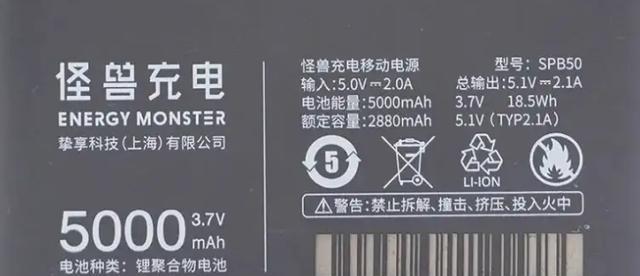 怪兽充电
ENERGY MONSTER
挚享科技(上海)有限公司
5000 3.7V
mAh
电池种类: 锂聚合物电池
怪兽充电移动电源 型号: SPB50
输入: 5.0V⎓2.0A 总输出: 5.1V⎓2.1A
电池能量: 5000mAh 3.7V 18.5Wh
额定容量: 2880mAh 5.1V (TYP2.1A)
5
LI-ION
警告: 禁止拆解、撞击、挤压、投入火中